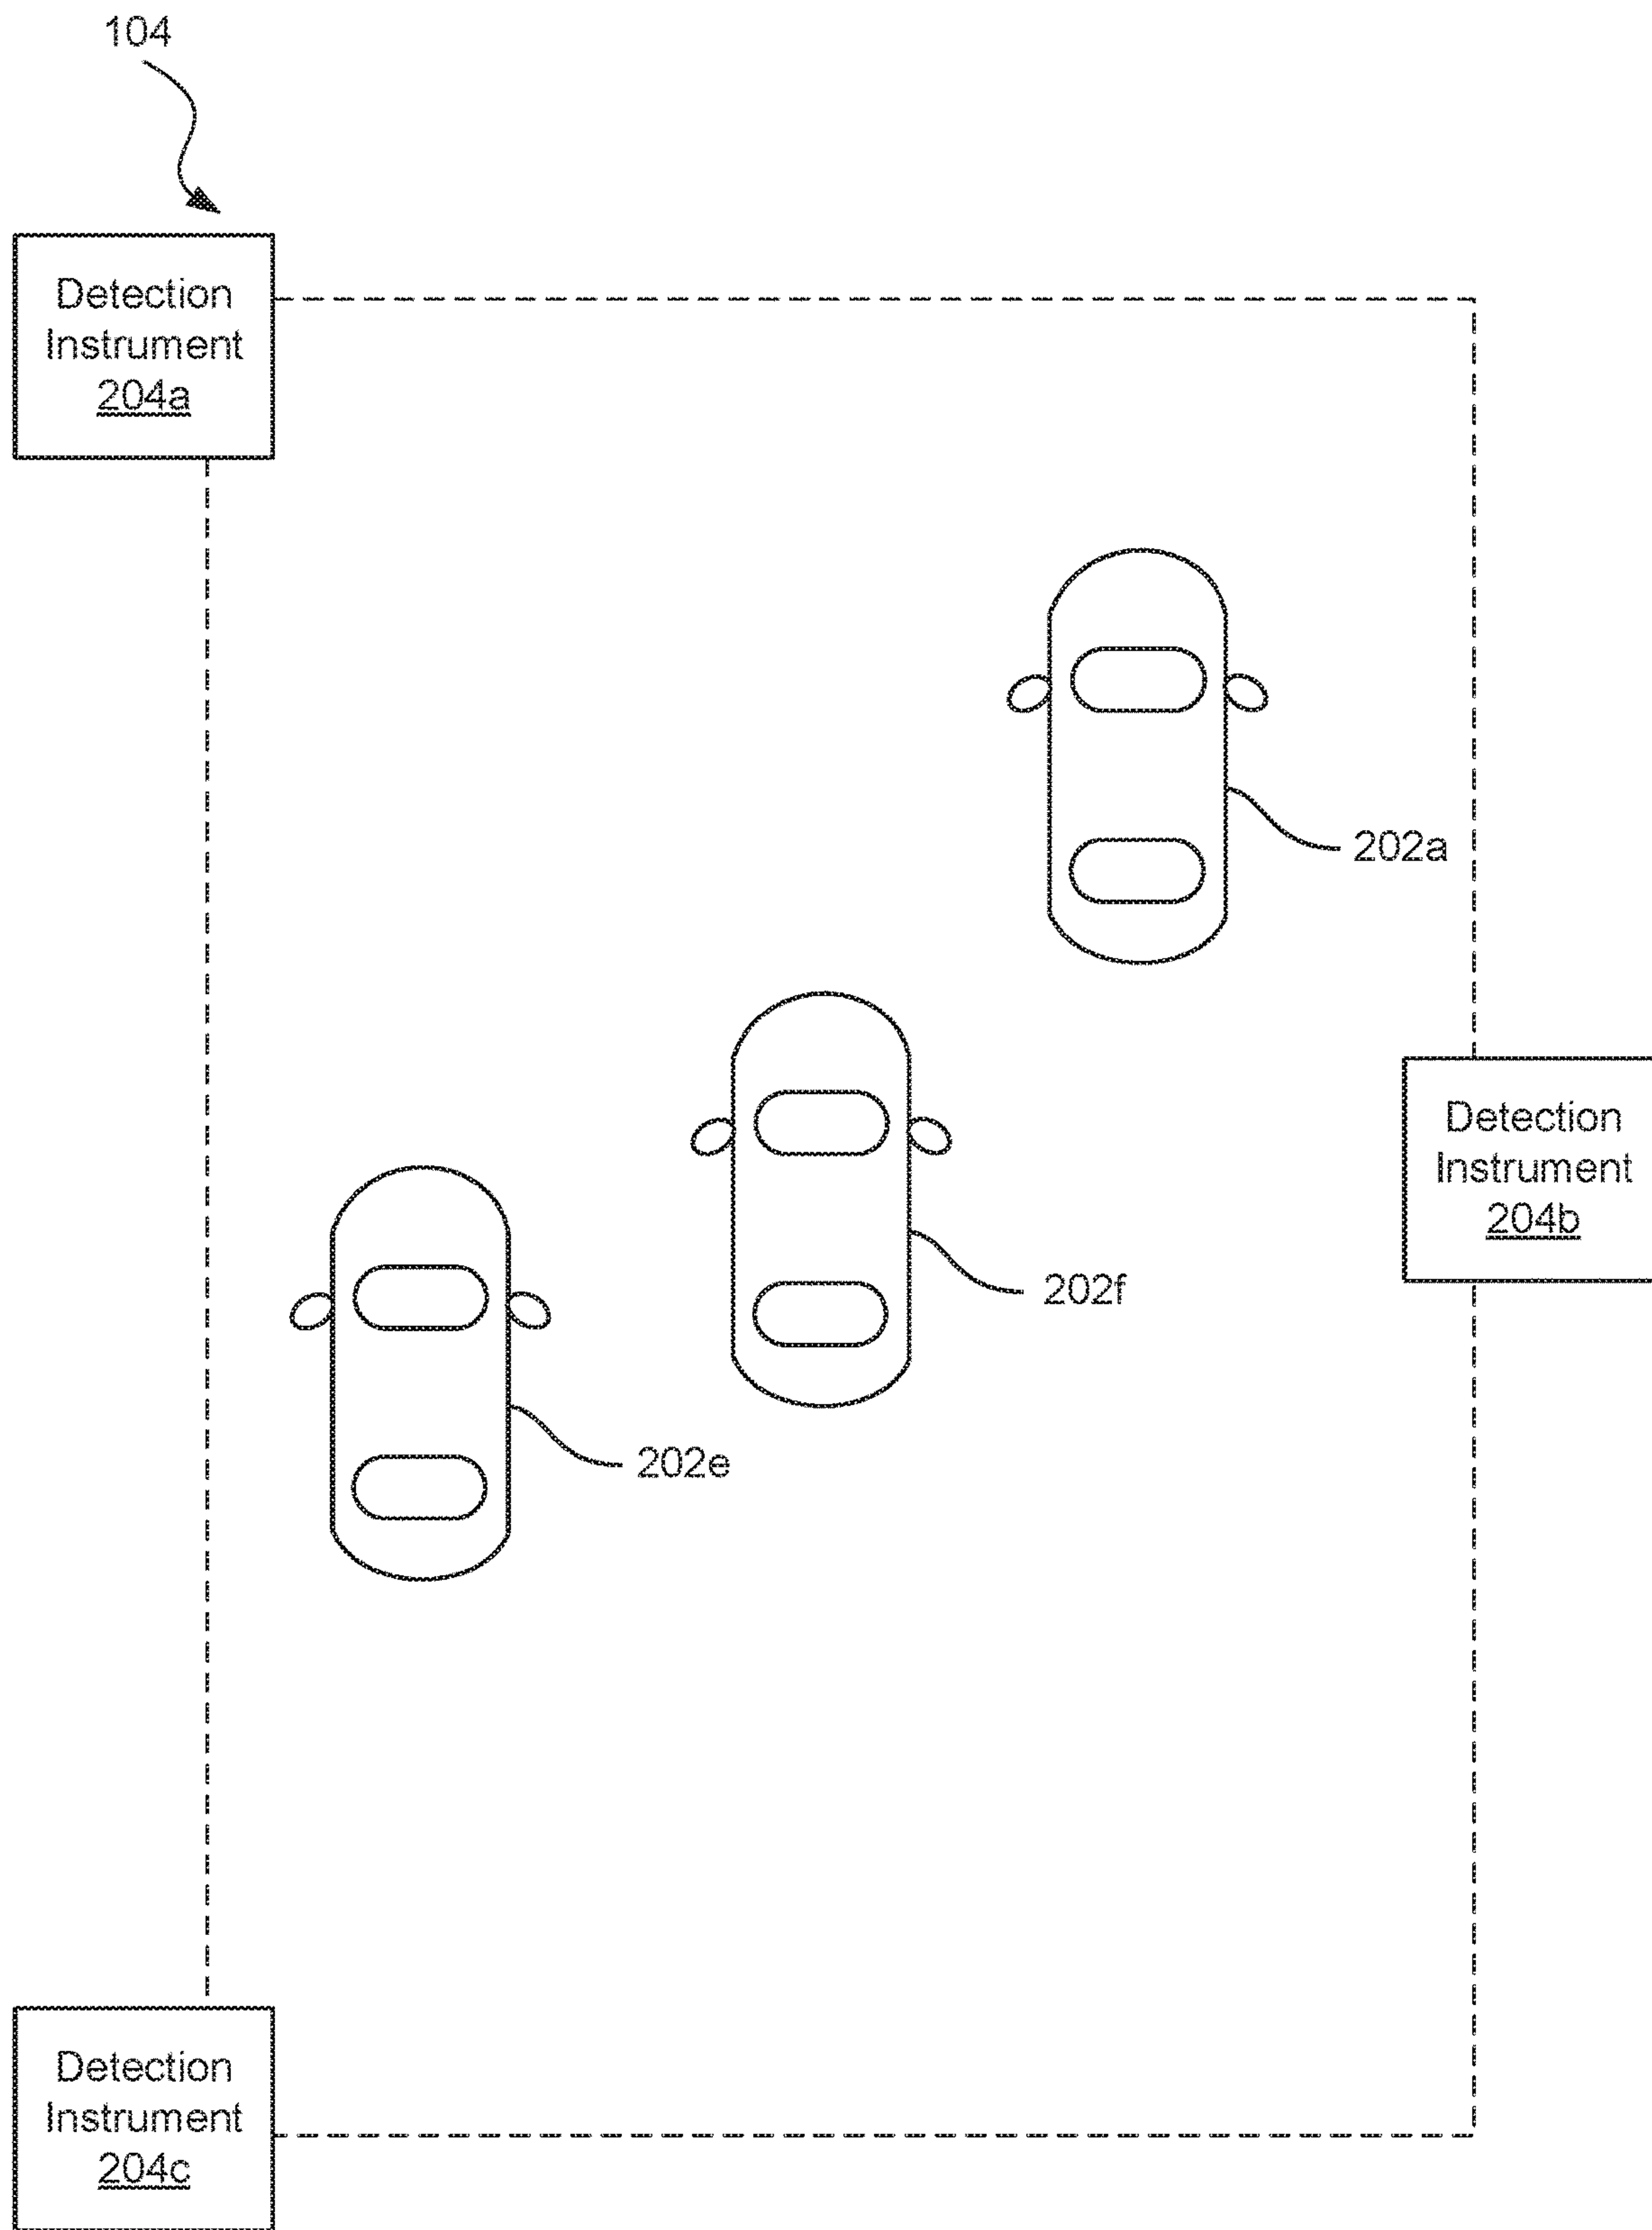 104
Detection
Instrument
204a
202a
Detection
Instrument
204b
202f
202e
Detection
Instrument
204c